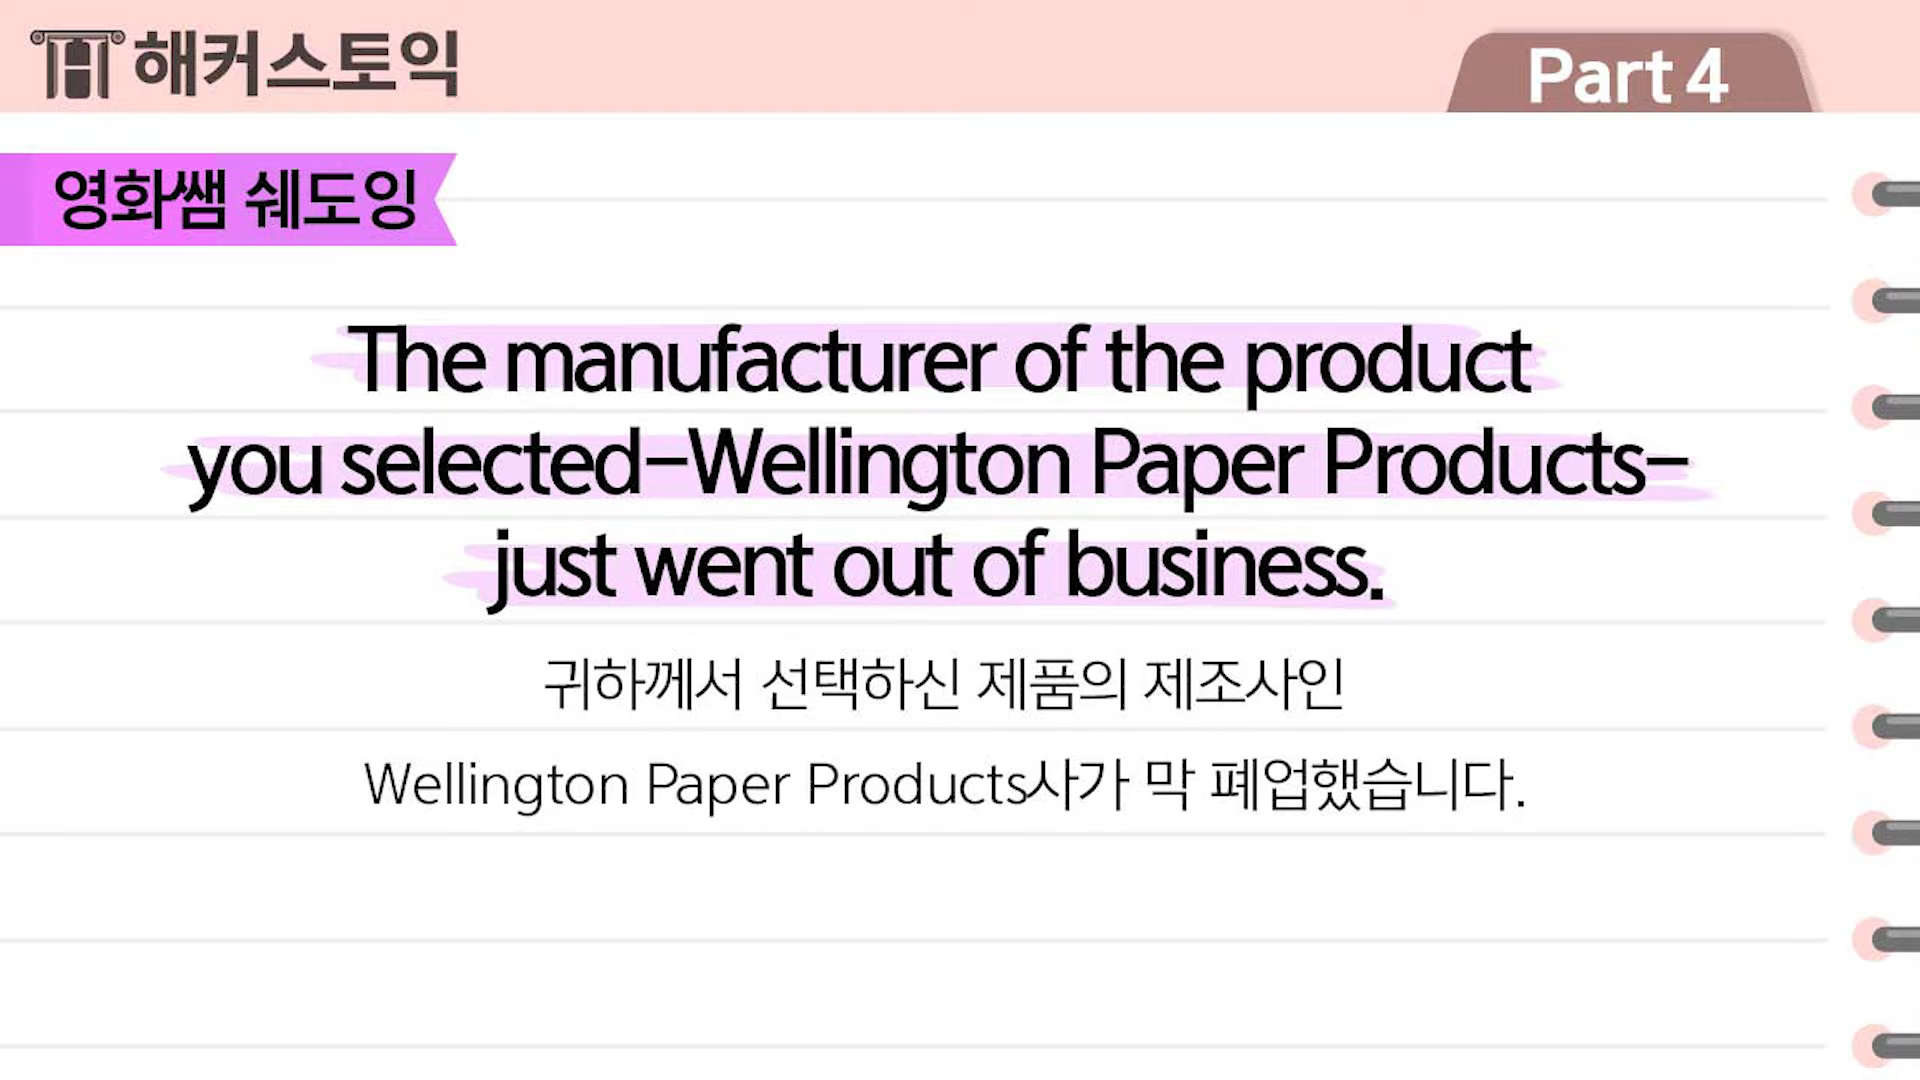 해커스토익
Part 4
영화쌤 쉐도잉
The manufacturer of the product
you selected-Wellington Paper Products-
just went out of business.
귀하께서 선택하신 제품의 제조사인
Wellington Paper Products사가 막 폐업했습니다.